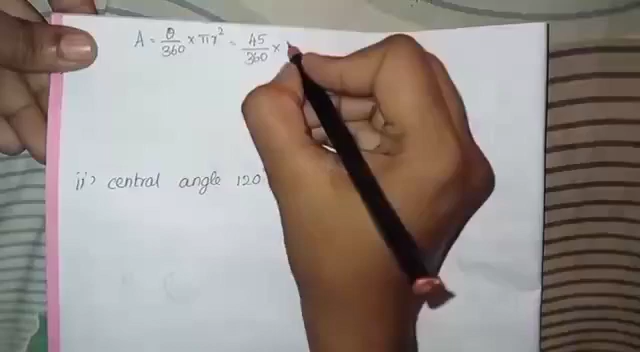 A = θ/360 × πr² = 45/360 ×
ii) central angle 120